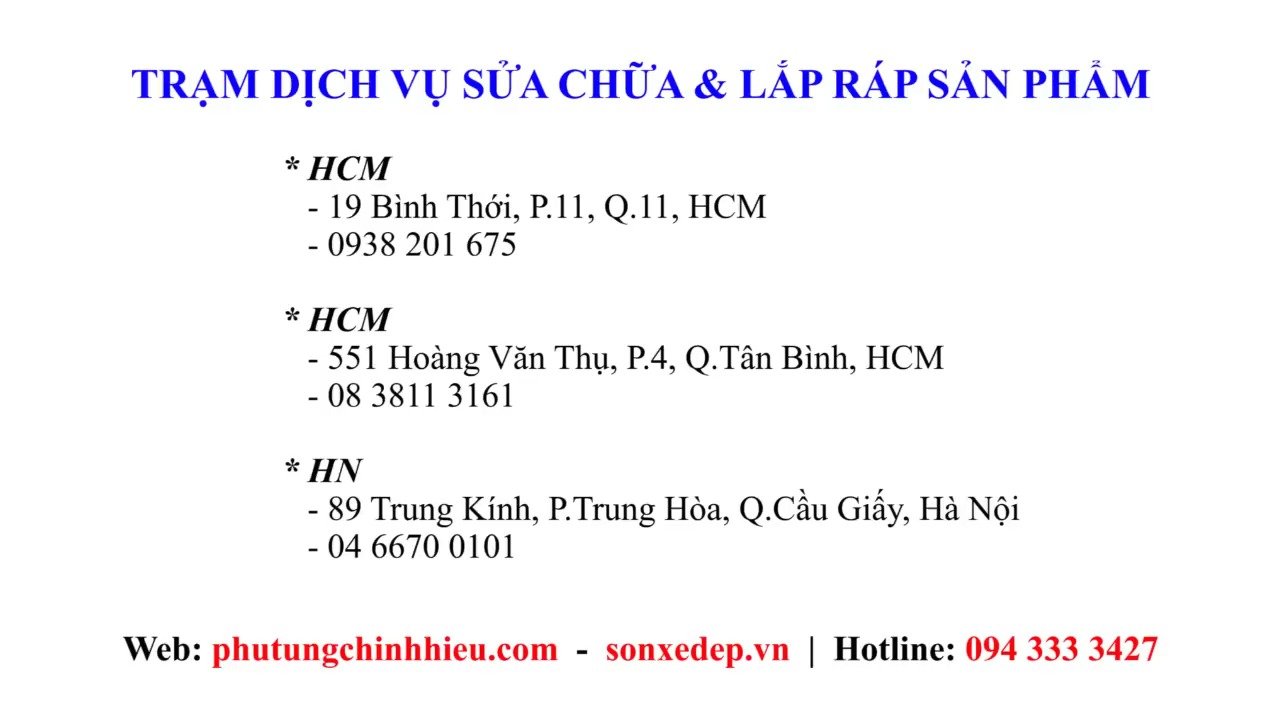 TRẠM DỊCH VỤ SỬA CHỮA & LẮP RÁP SẢN PHẨM
* HCM
- 19 Bình Thới, P.11, Q.11, HCM
- 0938 201 675
* HCM
- 551 Hoàng Văn Thụ, P.4, Q.Tân Bình, HCM
- 08 3811 3161
* HN
- 89 Trung Kính, P.Trung Hòa, Q.Cầu Giấy, Hà Nội
- 04 6670 0101
Web: phutungchinhhieu.com - sonxedep.vn | Hotline: 094 333 3427